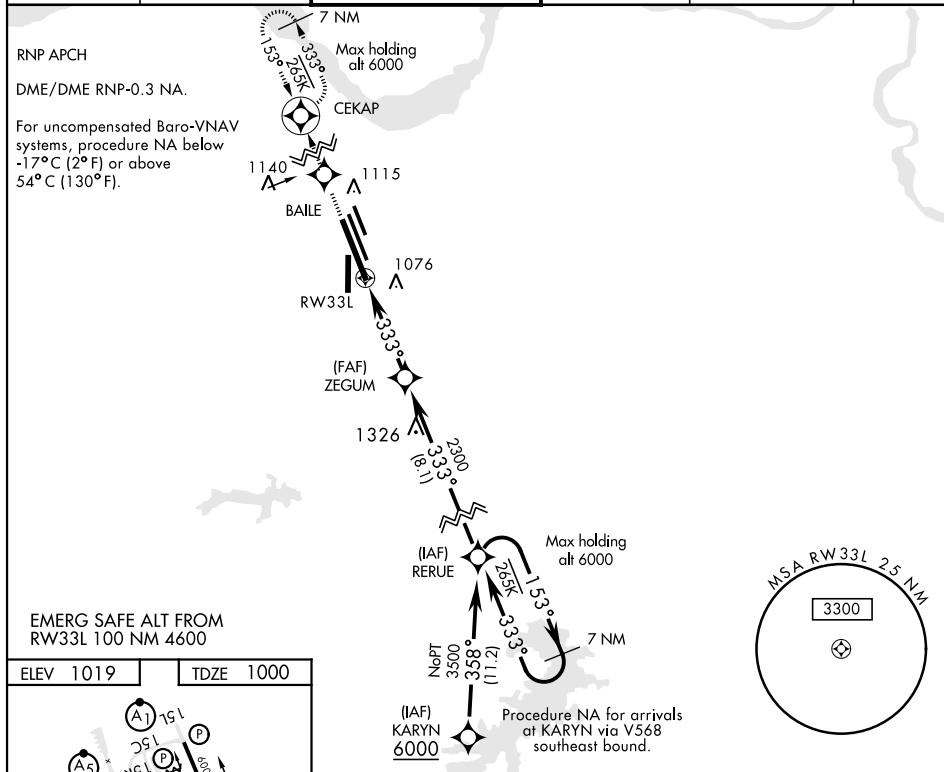 7 NM
RNP APCH
153°
333°
265K
Max holding
alt 6000
DME/DME RNP-0.3 NA.
CEKAP
For uncompensated Baro-VNAV
systems, procedure NA below
-17°C (2°F) or above
54°C (130°F).
1140
1115
BAILE
1076
RW33L
333°
(FAF)
ZEGUM
1326
2300
333°
(8.1)
(IAF)
RERUE
Max holding
alt 6000
265K
153°
333°
7 NM
MSA RW33L 25 NM
3300
EMERG SAFE ALT FROM
RW33L 100 NM 4600
NoPT
3500
358°
(11.2)
ELEV 1019
TDZE 1000
(IAF)
KARYN
6000
Procedure NA for arrivals
at KARYN via V568
southeast bound.
A1
15L
P
15C
P
A5